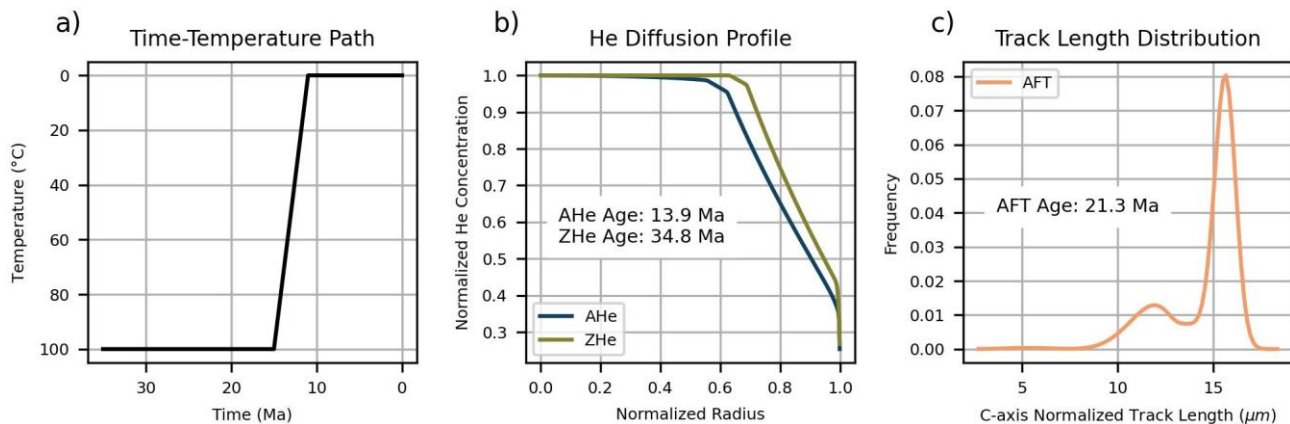 a)
Time-Temperature Path
0
20
40
60
80
100
Temperature (°C)
30
20
10
0
Time (Ma)
b)
He Diffusion Profile
1.0
0.9
0.8
0.7
0.6
0.5
0.4
0.3
Normalized He Concentration
AHe Age: 13.9 Ma
ZHe Age: 34.8 Ma
AHe
ZHe
0.0
0.2
0.4
0.6
0.8
1.0
Normalized Radius
c)
Track Length Distribution
AFT
0.08
0.07
0.06
0.05
0.04
0.03
0.02
0.01
0.00
Frequency
AFT Age: 21.3 Ma
5
10
15
C-axis Normalized Track Length (μm)